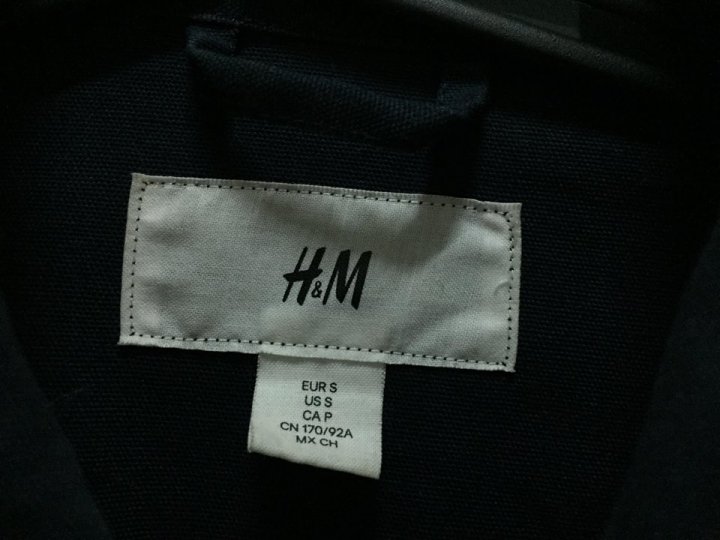 H&M
EUR S
US S
CA P
CN 170/92A
MX CH